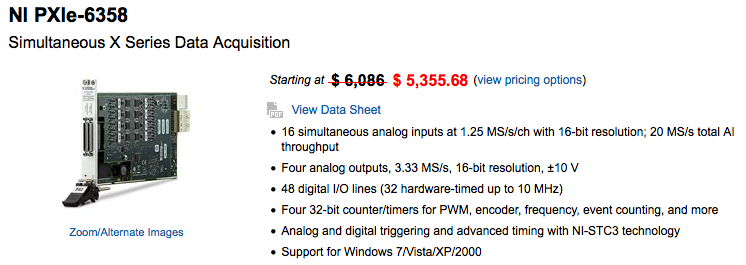 NI PXIe-6358
Simultaneous X Series Data Acquisition
Starting at $ 6,086 $ 5,355.68 (view pricing options)
View Data Sheet
• 16 simultaneous analog inputs at 1.25 MS/s/ch with 16-bit resolution; 20 MS/s total AI
throughput
• Four analog outputs, 3.33 MS/s, 16-bit resolution, ±10 V
• 48 digital I/O lines (32 hardware-timed up to 10 MHz)
• Four 32-bit counter/timers for PWM, encoder, frequency, event counting, and more
• Analog and digital triggering and advanced timing with NI-STC3 technology
• Support for Windows 7/Vista/XP/2000
Zoom/Alternate Images